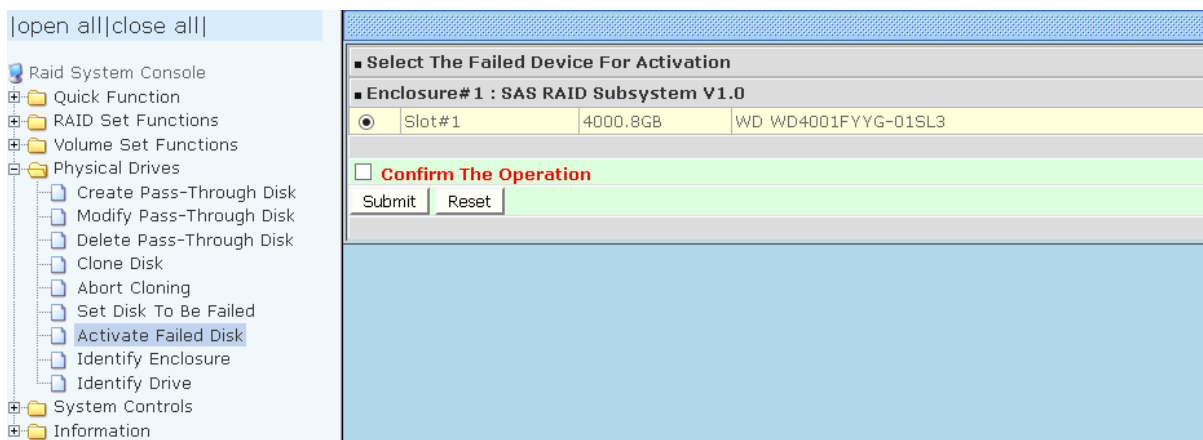 |open all|close all|
Raid System Console
Quick Function
RAID Set Functions
Volume Set Functions
Physical Drives
Create Pass-Through Disk
Modify Pass-Through Disk
Delete Pass-Through Disk
Clone Disk
Abort Cloning
Set Disk To Be Failed
Activate Failed Disk
Identify Enclosure
Identify Drive
System Controls
Information
Select The Failed Device For Activation
Enclosure#1 : SAS RAID Subsystem V1.0
Slot#1 4000.8GB WD WD4001FYYG-01SL3
Confirm The Operation
Submit Reset